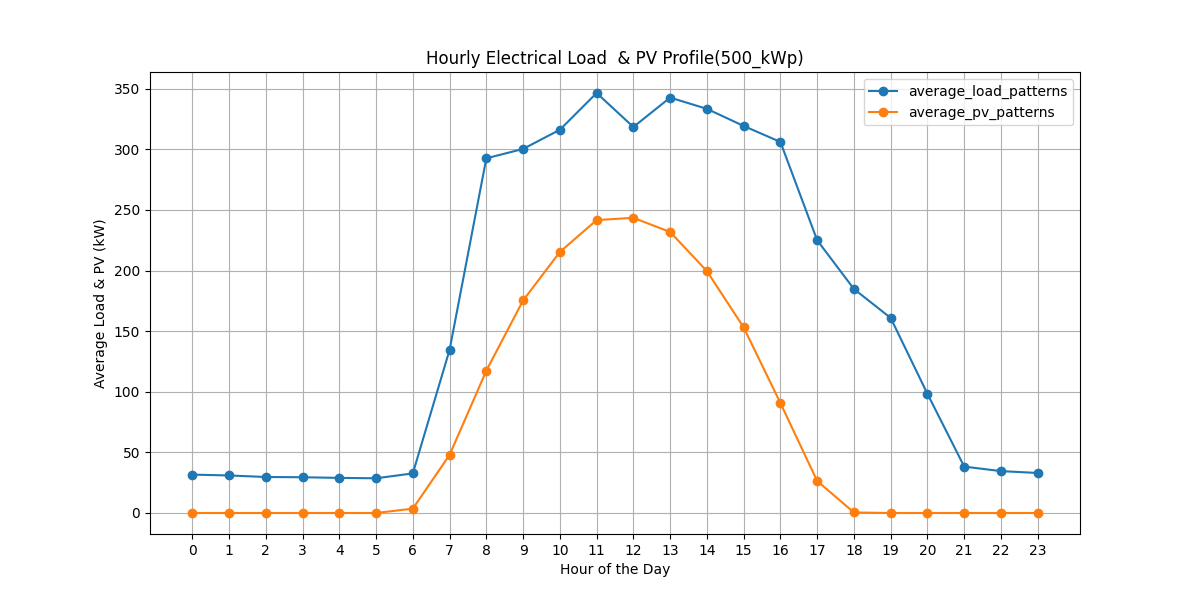 Hourly Electrical Load  & PV Profile(500_kWp)
average_load_patterns
average_pv_patterns
Average Load & PV (kW)
350
300
250
200
150
100
50
0
0 1 2 3 4 5 6 7 8 9 10 11 12 13 14 15 16 17 18 19 20 21 22 23
Hour of the Day